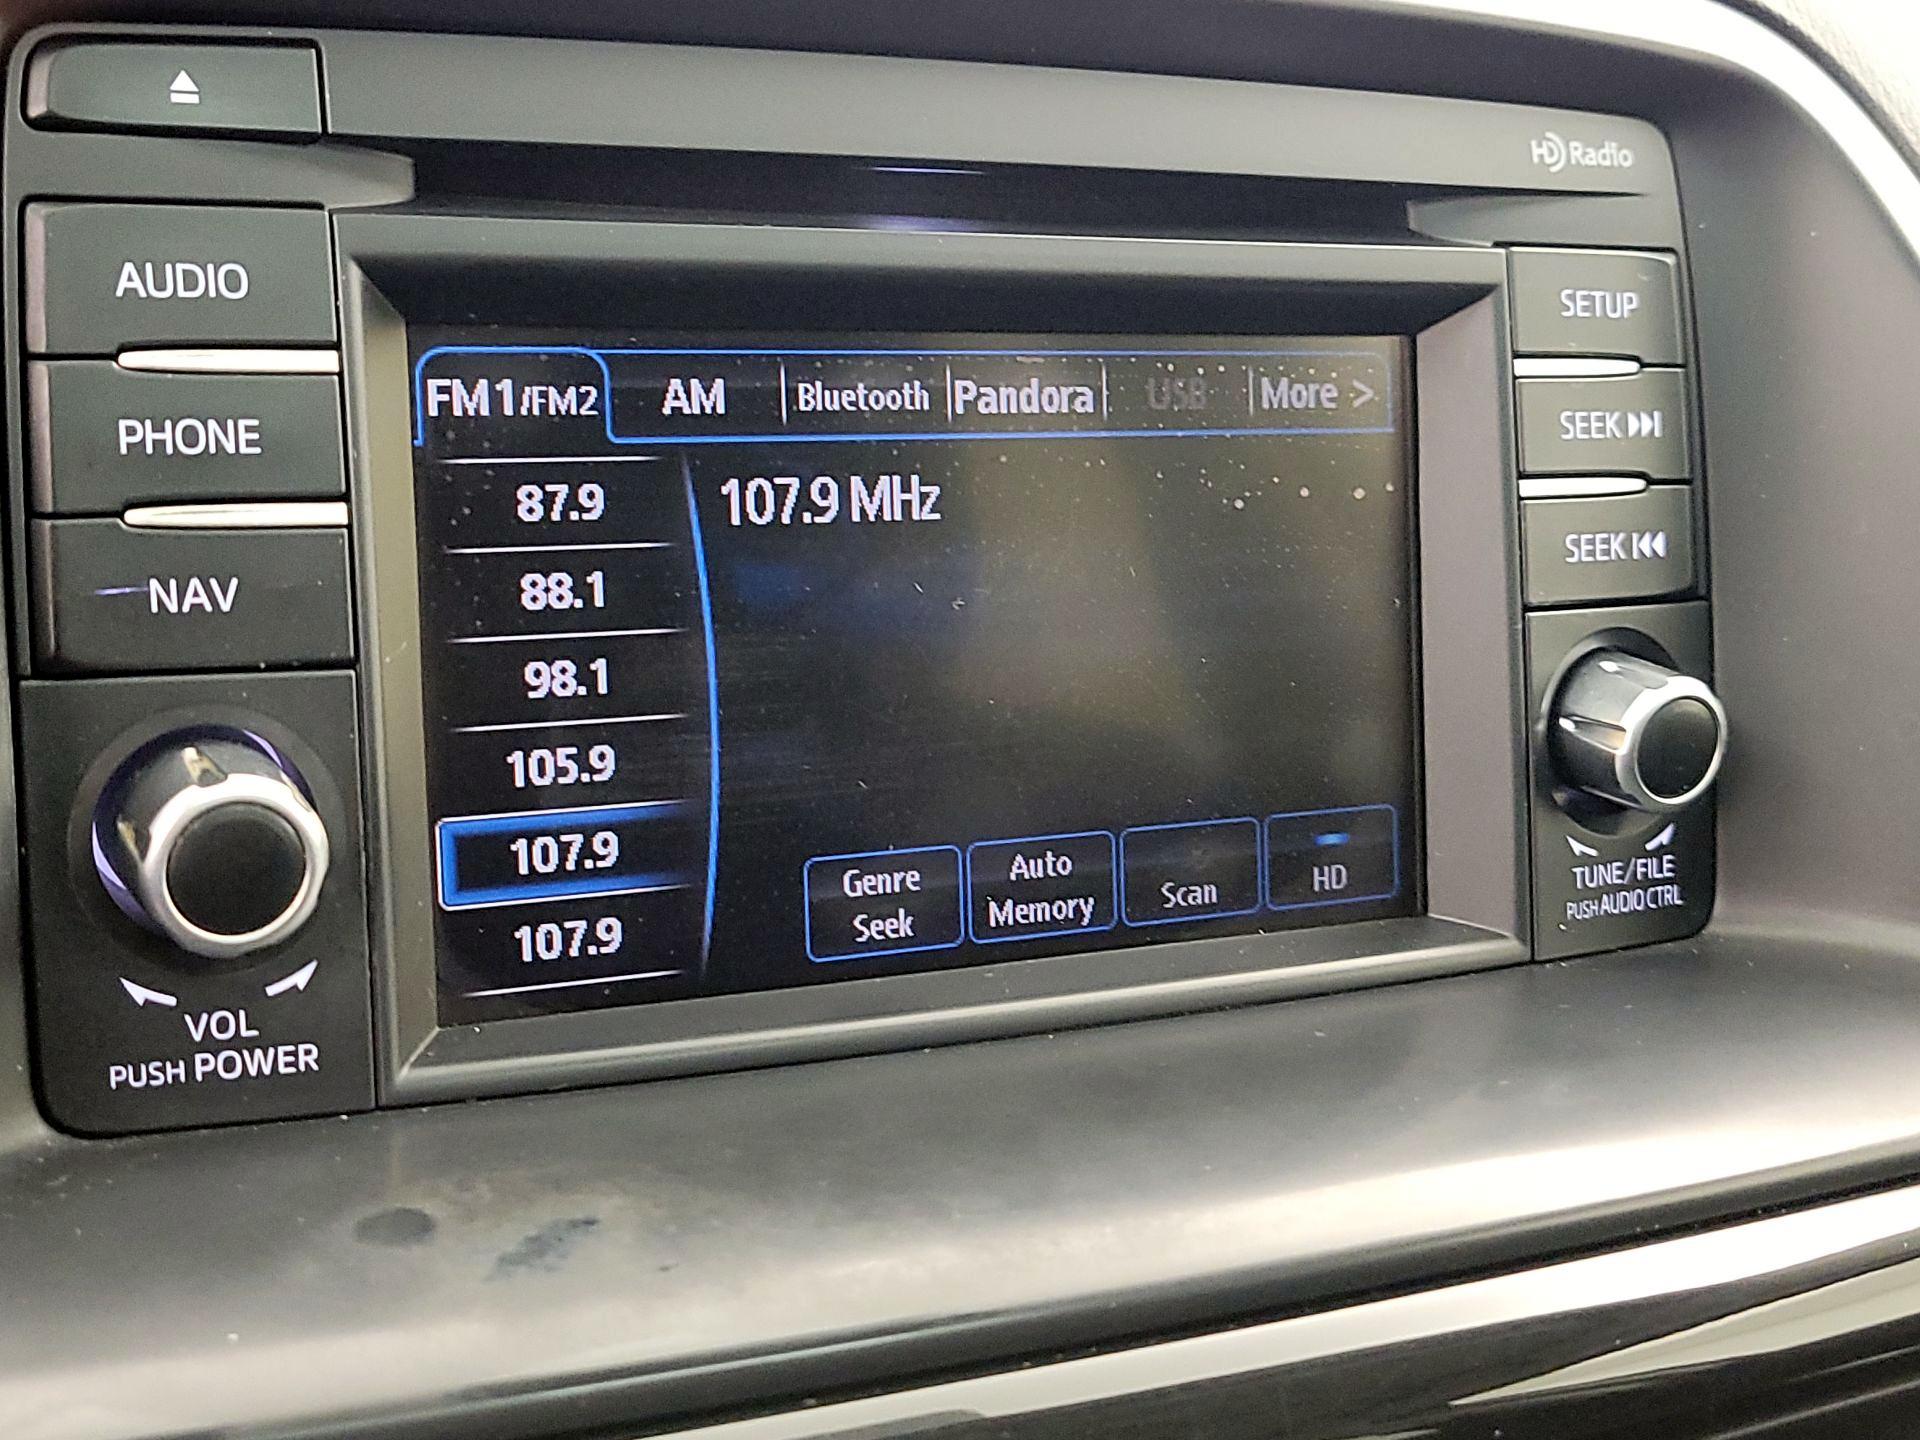 HD Radio
AUDIO
PHONE
NAV
VOL
PUSH POWER
FM1/FM2 AM Bluetooth Pandora USB More >
87.9
88.1
98.1
105.9
107.9
107.9
107.9 MHz
Genre
Seek
Auto
Memory
Scan
HD
SETUP
SEEK
SEEK
TUNE/FILE
PUSH AUDIO CTRL